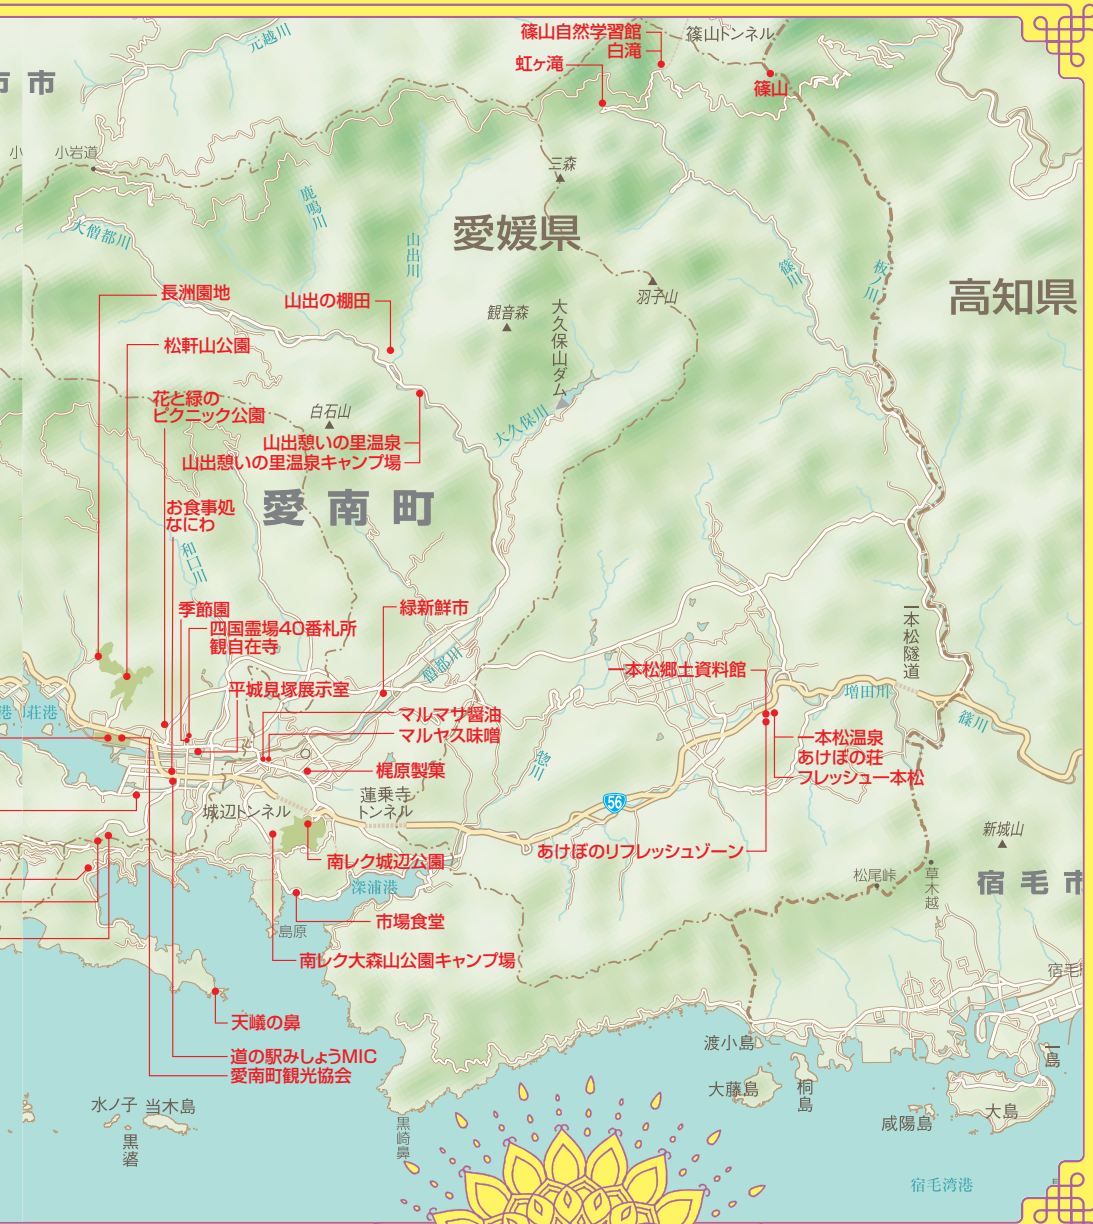 元越川
篠山自然学習館
白滝
虹ヶ滝
篠山トンネル
篠山
市 市
小
小岩道
三森
鹿鳴川
大僧都川
山出川
愛媛県
篠川
板ノ川
高知県
長洲園地
山出の棚田
羽子山
観音森
大久保山ダム
松軒山公園
花と緑の
ピクニック公園
白石山
大久保川
山出憩いの里温泉
山出憩いの里温泉キャンプ場
愛南町
お食事処
なにわ
和口川
季節園
四国霊場40番札所
観自在寺
緑新鮮市
一本松隧道
僧都川
一本松郷土資料館
平城貝塚展示室
増田川
篠川
港
荘港
マルマサ醤油
マルヤス味噌
惣川
一本松温泉
あけぼの荘
フレッシュ一本松
梶原製菓
蓮乗寺
トンネル
城辺トンネル
56
新城山
あけぼのリフレッシュゾーン
南レク城辺公園
松尾峠
草木越
宿毛市
深浦港
市場食堂
島原
南レク大森山公園キャンプ場
宿毛
天嶬の鼻
道の駅みしょうMIC
愛南町観光協会
渡小島
大藤島
桐島
咸陽島
大島
水ノ子
当木島
黒碆
黒崎鼻
宿毛湾港